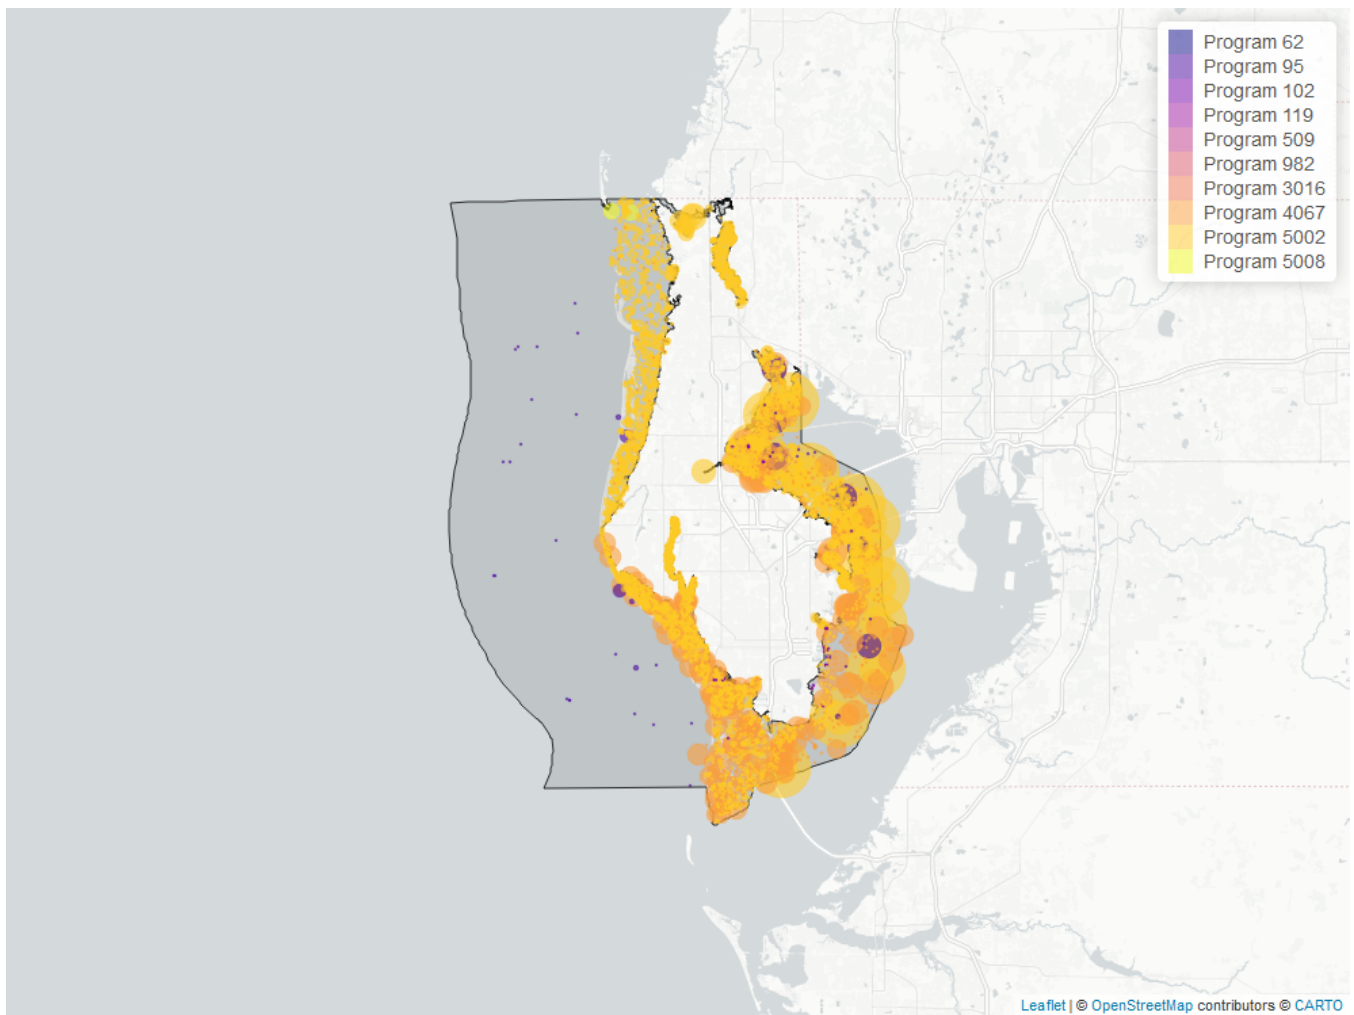 Program 62
Program 95
Program 102
Program 119
Program 509
Program 982
Program 3016
Program 4067
Program 5002
Program 5008
Leaflet | © OpenStreetMap contributors © CARTO